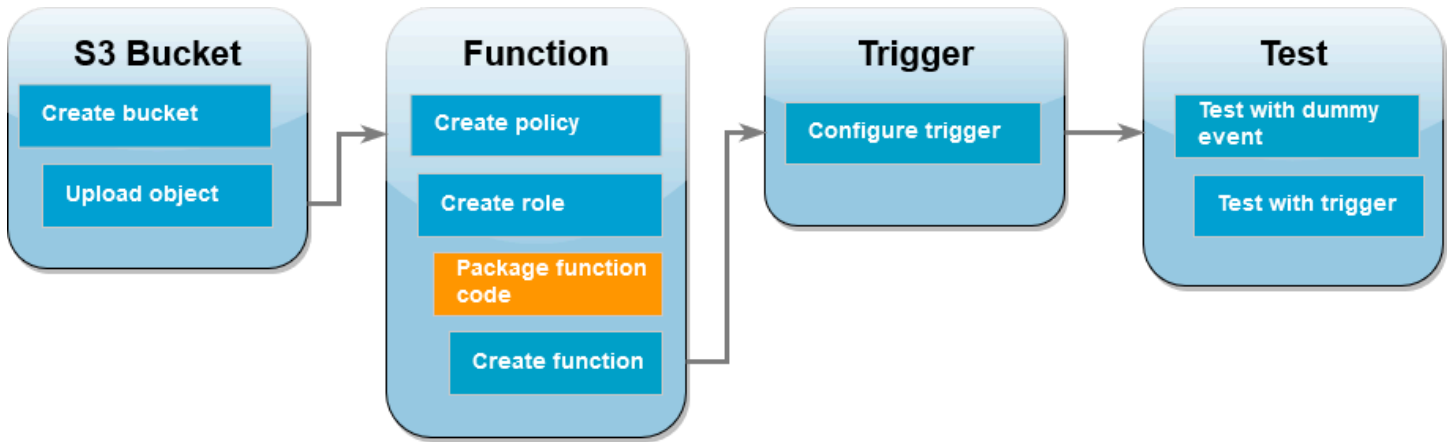 S3 Bucket
Create bucket
Upload object
Function
Create policy
Create role
Package function
code
Create function
Trigger
Configure trigger
Test
Test with dummy
event
Test with trigger